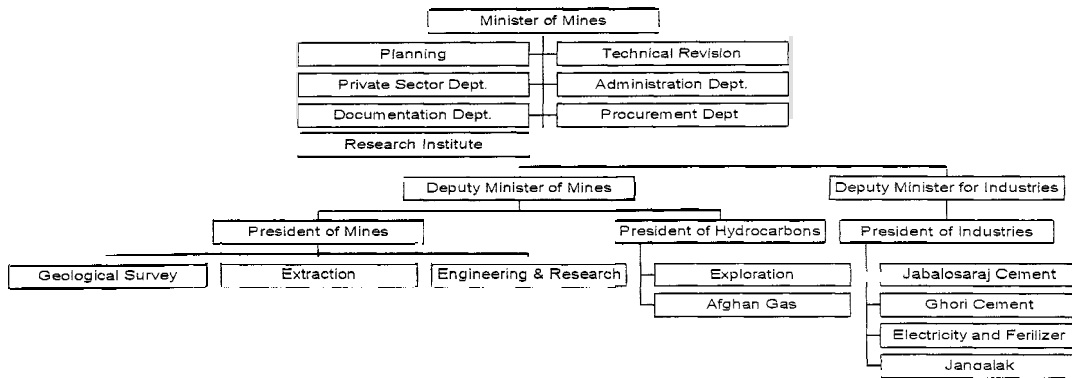 Minister of Mines
Planning
Technical Revision
Private Sector Dept.
Administration Dept.
Documentation Dept.
Procurement Dept
Research Institute
Deputy Minister of Mines
Deputy Minister for Industries
President of Mines
President of Hydrocarbons
President of Industries
Geological Survey
Extraction
Engineering & Research
Exploration
Jabalosaraj Cement
Afghan Gas
Ghori Cement
Electricity and Ferilizer
Jangalak